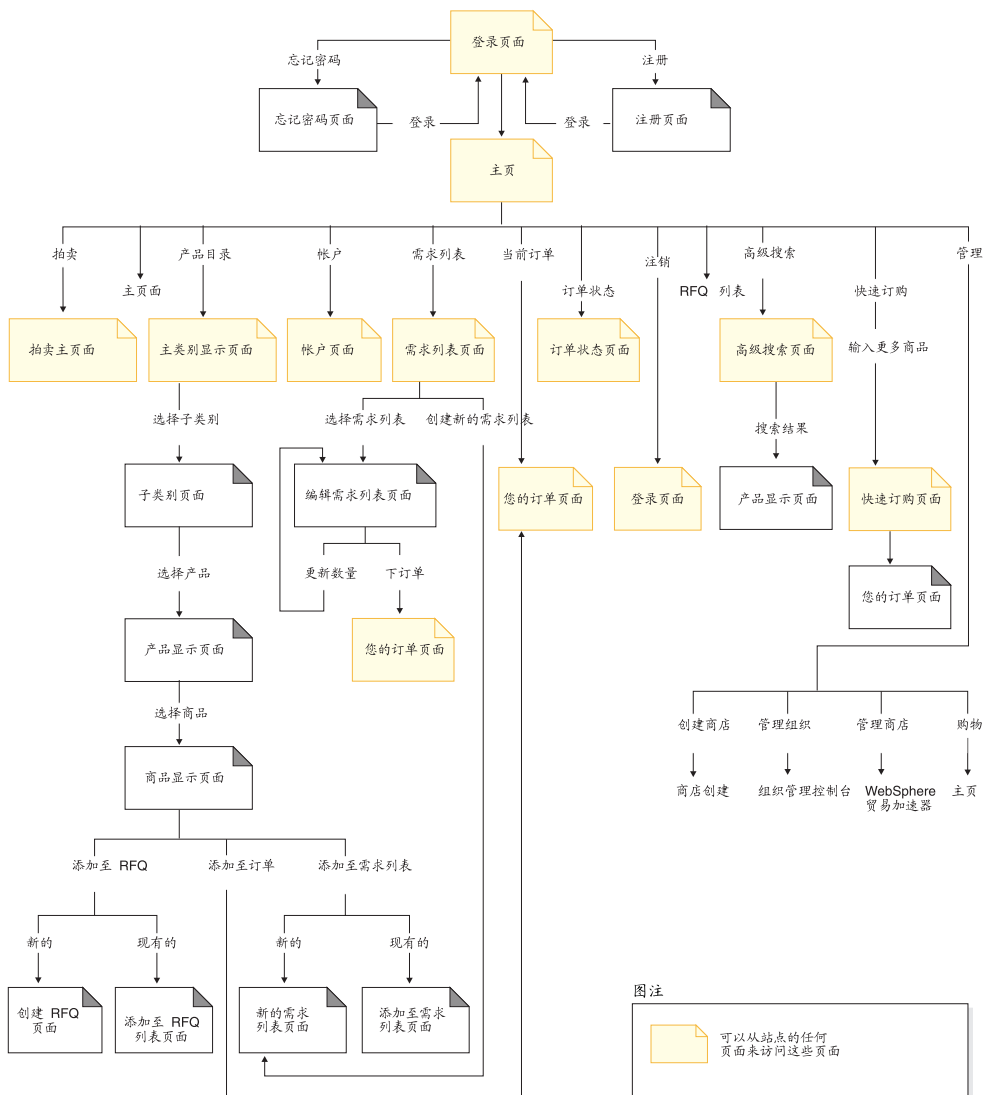 登录页面
忘记密码
注册
忘记密码页面
登录
登录
注册页面
主页
拍卖
产品目录
帐户
需求列表
当前订单
注销
高级搜索
管理
主页面
订单状态
RFQ 列表
快速订购
拍卖主页面
主类别显示页面
帐户页面
需求列表页面
订单状态页面
高级搜索页面
输入更多商品
选择子类别
选择需求列表
创建新的需求列表
搜索结果
子类别页面
编辑需求列表页面
您的订单页面
登录页面
产品显示页面
快速订购页面
选择产品
更新数量
下订单
您的订单页面
产品显示页面
您的订单页面
选择商品
创建商店
管理组织
管理商店
购物
商品显示页面
商店创建
组织管理控制台
WebSphere
贸易加速器
主页
添加至 RFQ
添加至订单
添加至需求列表
新的
现有的
新的
现有的
创建 RFQ
页面
添加至 RFQ
列表页面
新的需求
列表页面
添加至需求
列表页面
图注
可以从站点的任何
页面来访问这些页面